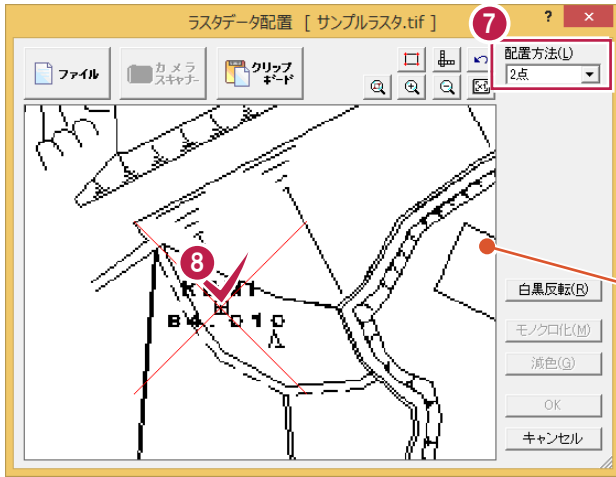 ラスタデータ配置 [ サンプルラスタ.tif ]
?
×
7
ファイル
カメラ
スキャナー
クリップ
ボード
配置方法(L)
2点
8
白黒反転(R)
モノクロ化(M)
減色(G)
OK
キャンセル